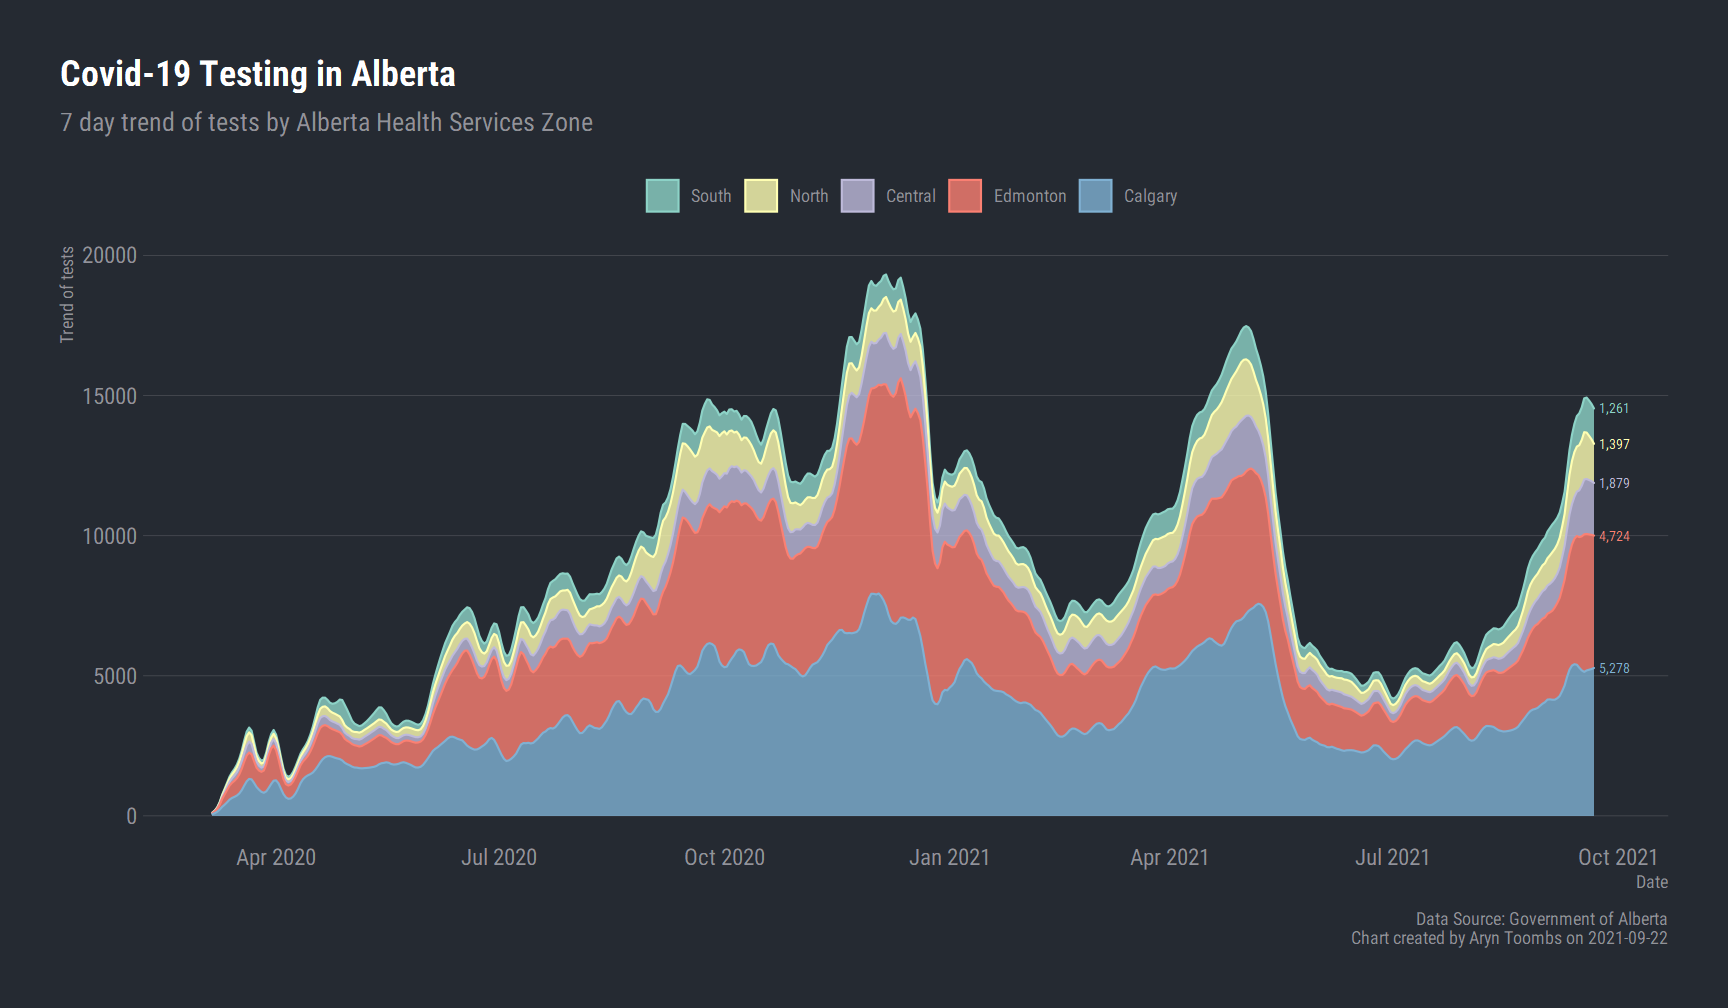 Covid-19 Testing in Alberta
7 day trend of tests by Alberta Health Services Zone
South North Central Edmonton Calgary
Trend of tests
20000
15000
10000
5000
0
1,261
1,397
1,879
4,724
5,278
Apr 2020 Jul 2020 Oct 2020 Jan 2021 Apr 2021 Jul 2021 Oct 2021
Date
Data Source: Government of Alberta
Chart created by Aryn Toombs on 2021-09-22